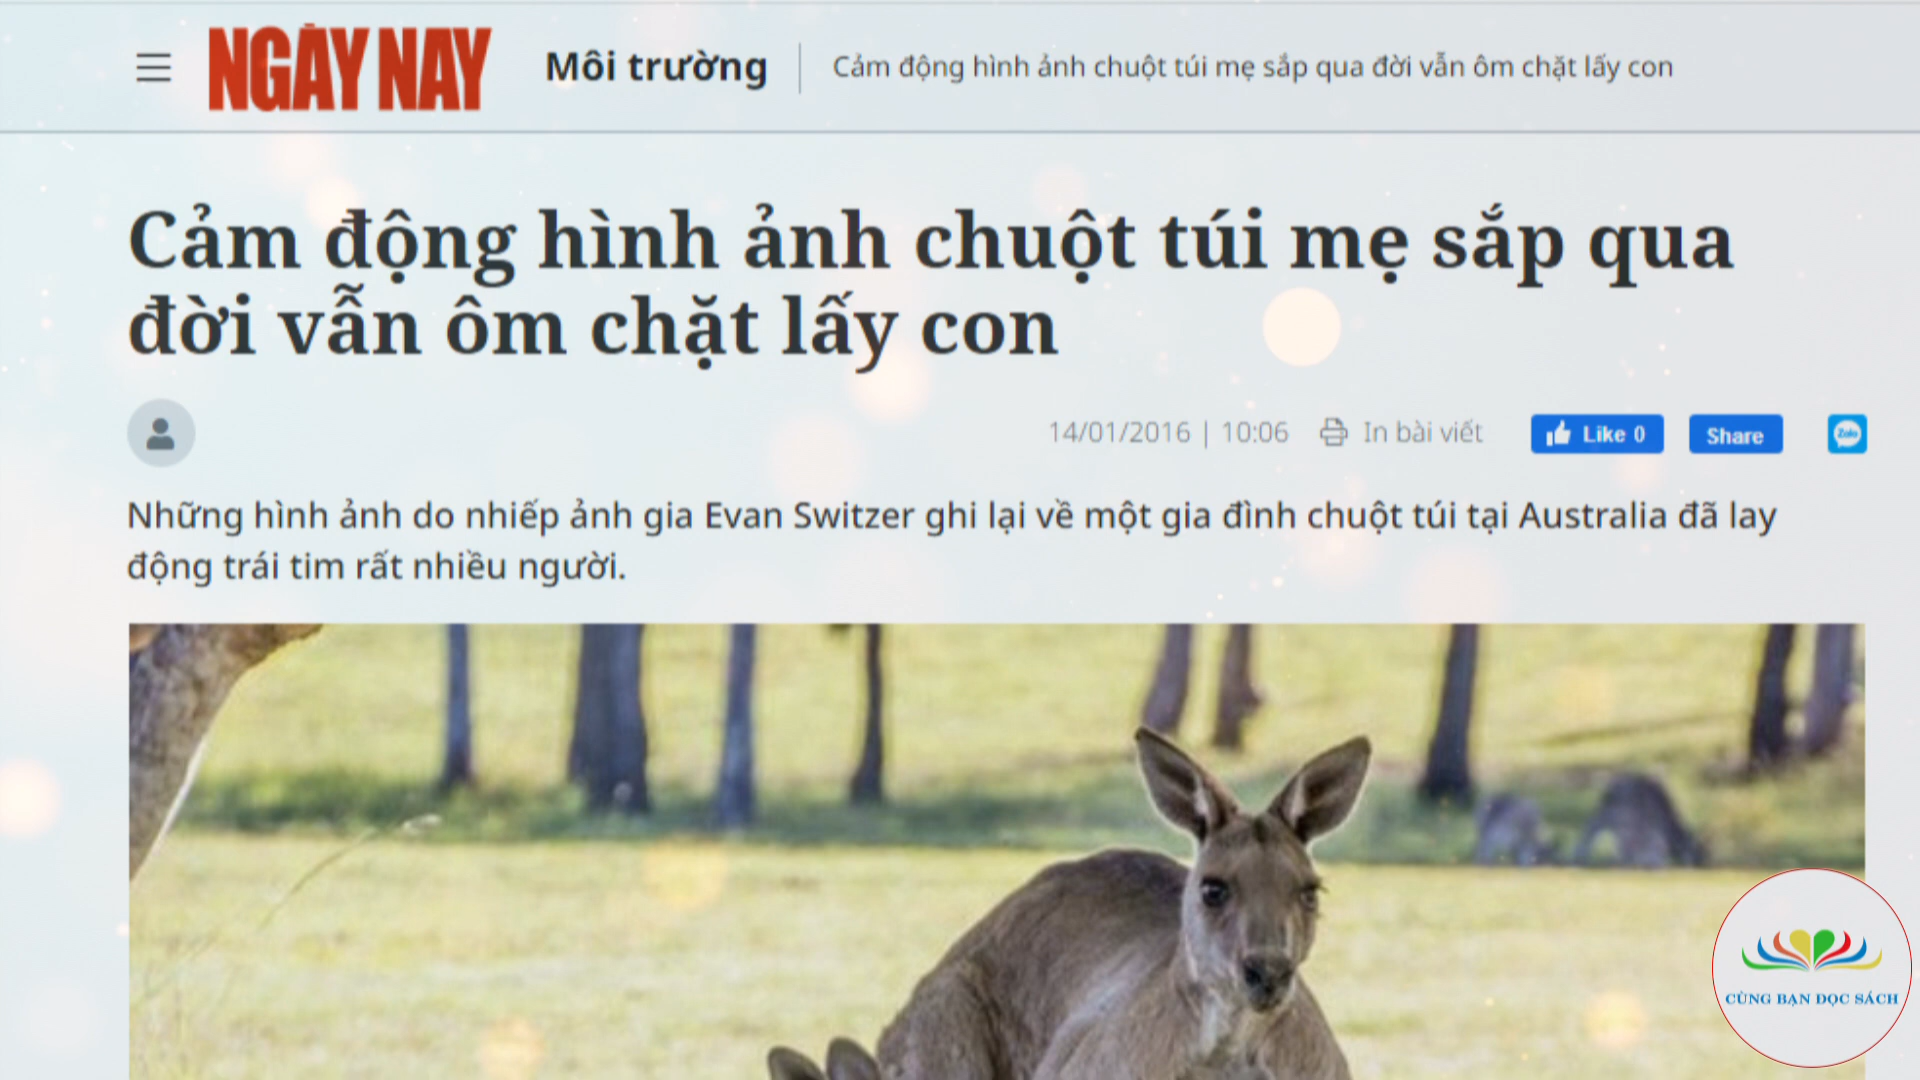 NGÀY NAY
Môi trường
Cảm động hình ảnh chuột túi mẹ sắp qua đời vẫn ôm chặt lấy con
Cảm động hình ảnh chuột túi mẹ sắp qua
đời vẫn ôm chặt lấy con
14/01/2016 | 10:06
In bài viết
Like 0
Share
Zalo
Những hình ảnh do nhiếp ảnh gia Evan Switzer ghi lại về một gia đình chuột túi tại Australia đã lay
động trái tim rất nhiều người.
CÙNG BẠN ĐỌC SÁCH